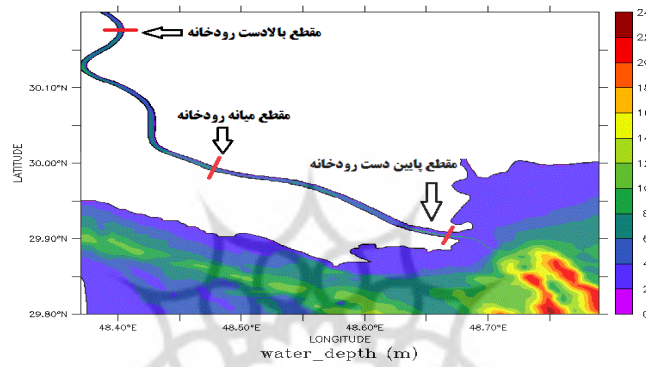 مقطع بالادست رودخانه
30.10°N
مقطع میانه رودخانه
30.00°N
مقطع پایین دست رودخانه
LATITUDE
29.90°N
29.80°N
48.40°E
48.50°E
48.60°E
48.70°E
LONGITUDE
water_depth (m)
24
22
20
18
16
14
12
10
8
6
4
2
0